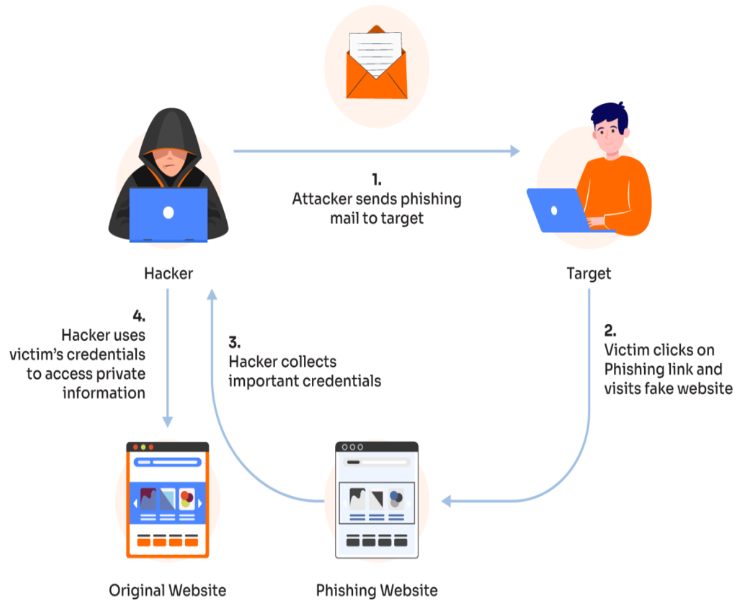 1.
Attacker sends phishing
mail to target
Hacker
Target
4.
Hacker uses
victim's credentials
to access private
information
3.
Hacker collects
important credentials
2.
Victim clicks on
Phishing link and
visits fake website
Original Website
Phishing Website